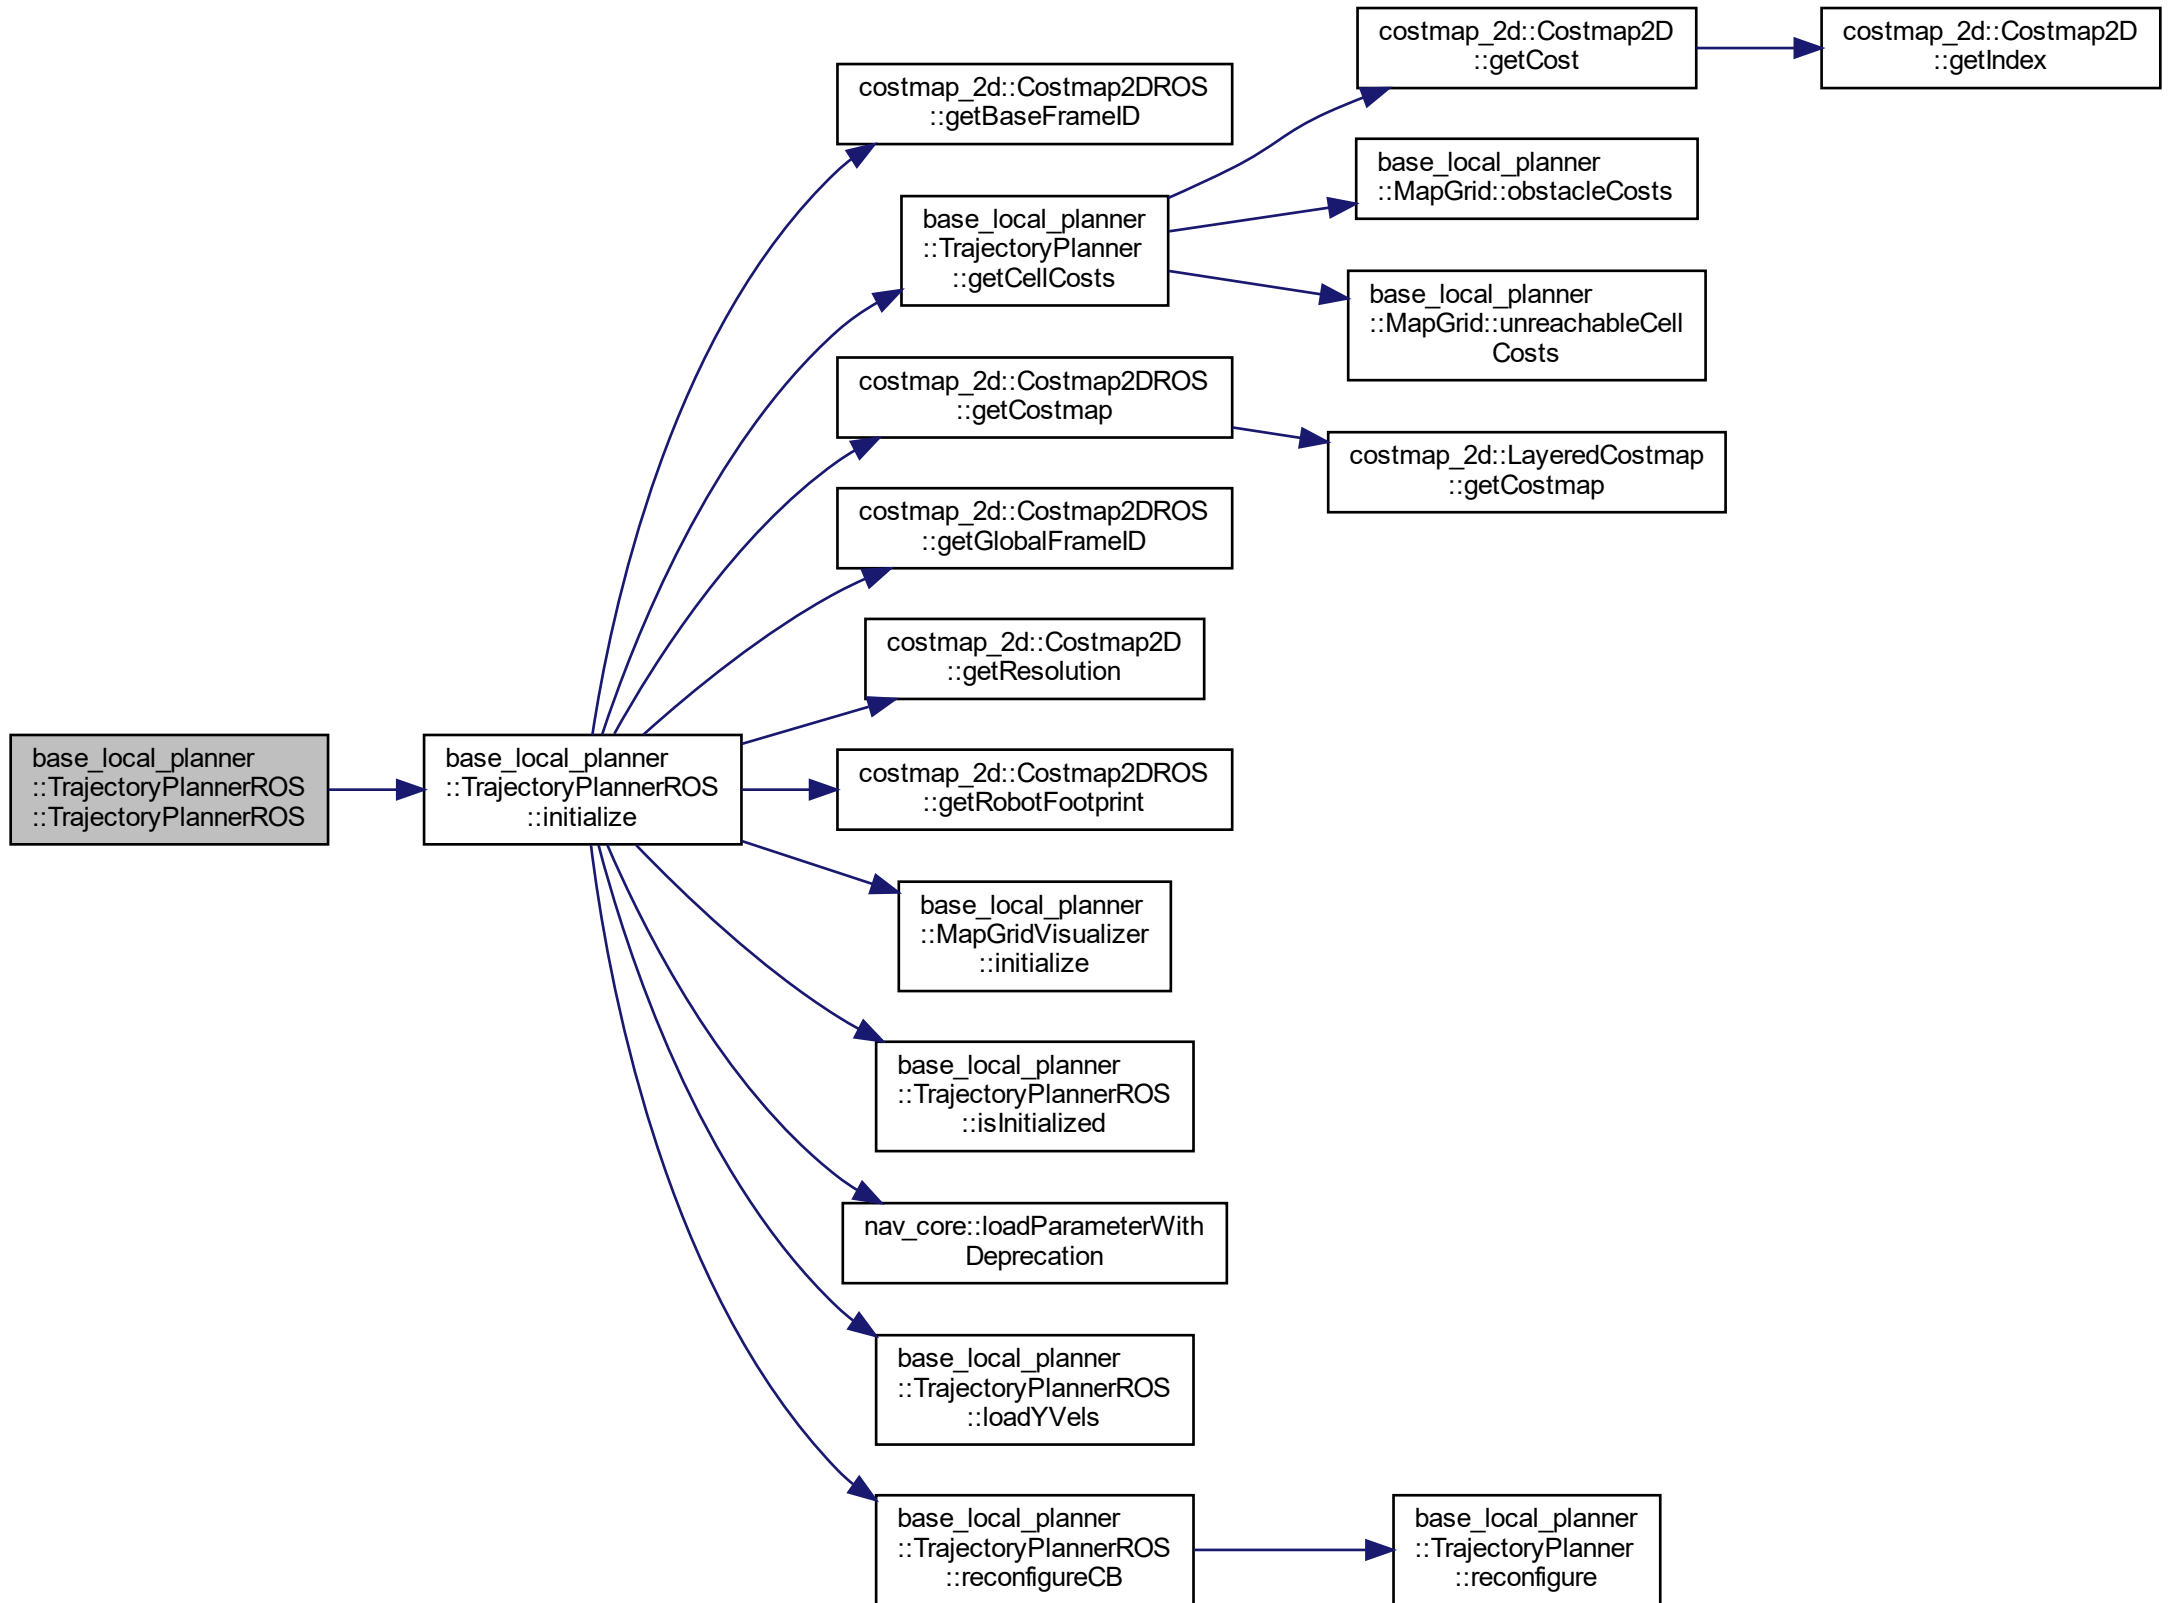 base_local_planner
::TrajectoryPlannerROS
::TrajectoryPlannerROS
base_local_planner
::TrajectoryPlannerROS
::initialize
costmap_2d::Costmap2DROS
::getBaseFrameID
base_local_planner
::TrajectoryPlanner
::getCellCosts
costmap_2d::Costmap2D
::getCost
costmap_2d::Costmap2D
::getIndex
base_local_planner
::MapGrid::obstacleCosts
base_local_planner
::MapGrid::unreachableCell
Costs
costmap_2d::Costmap2DROS
::getCostmap
costmap_2d::LayeredCostmap
::getCostmap
costmap_2d::Costmap2DROS
::getGlobalFrameID
costmap_2d::Costmap2D
::getResolution
costmap_2d::Costmap2DROS
::getRobotFootprint
base_local_planner
::MapGridVisualizer
::initialize
base_local_planner
::TrajectoryPlannerROS
::isInitialized
nav_core::loadParameterWith
Deprecation
base_local_planner
::TrajectoryPlannerROS
::loadYVels
base_local_planner
::TrajectoryPlannerROS
::reconfigureCB
base_local_planner
::TrajectoryPlanner
::reconfigure